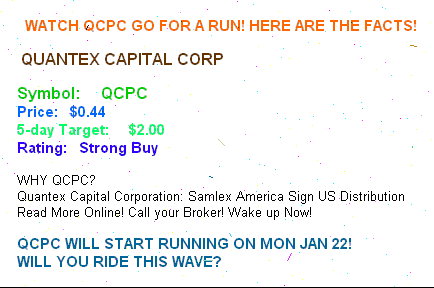 WATCH QCPC GO FOR A RUN! HERE ARE THE FACTS!
QUANTEX CAPITAL CORP
Symbol: QCPC
Price: $0.44
5-day Target: $2.00
Rating: Strong Buy
WHY QCPC?
Quantex Capital Corporation: Samlex America Sign US Distribution
Read More Online! Call your Broker! Wake up Now!
QCPC WILL START RUNNING ON MON JAN 22!
WILL YOU RIDE THIS WAVE?